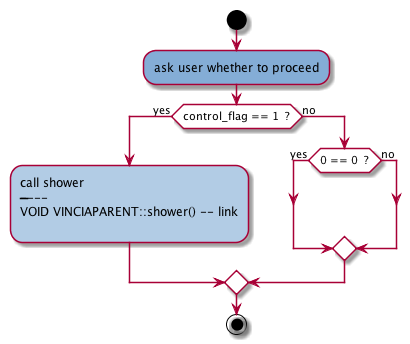 ask user whether to proceed
yes
control_flag == 1 ?
no
yes
0 == 0 ?
no
call shower
VOID VINCIAPARENT::shower() -- link